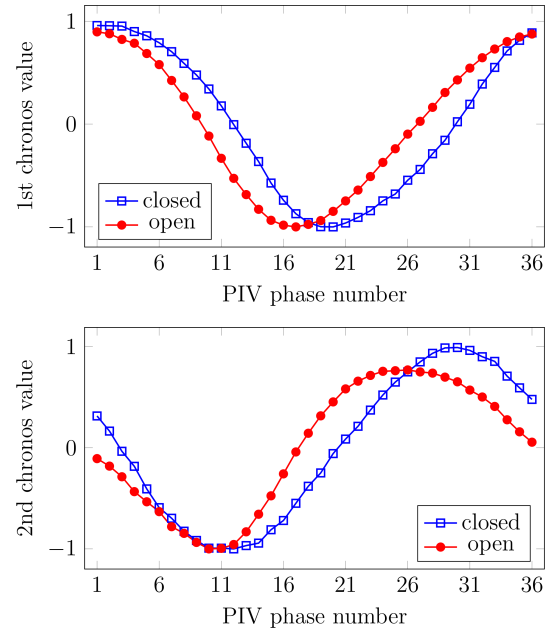 1
0
−1
1st chronos value
closed
open
1 6 11 16 21 26 31 36
PIV phase number
1
0
−1
2nd chronos value
closed
open
1 6 11 16 21 26 31 36
PIV phase number